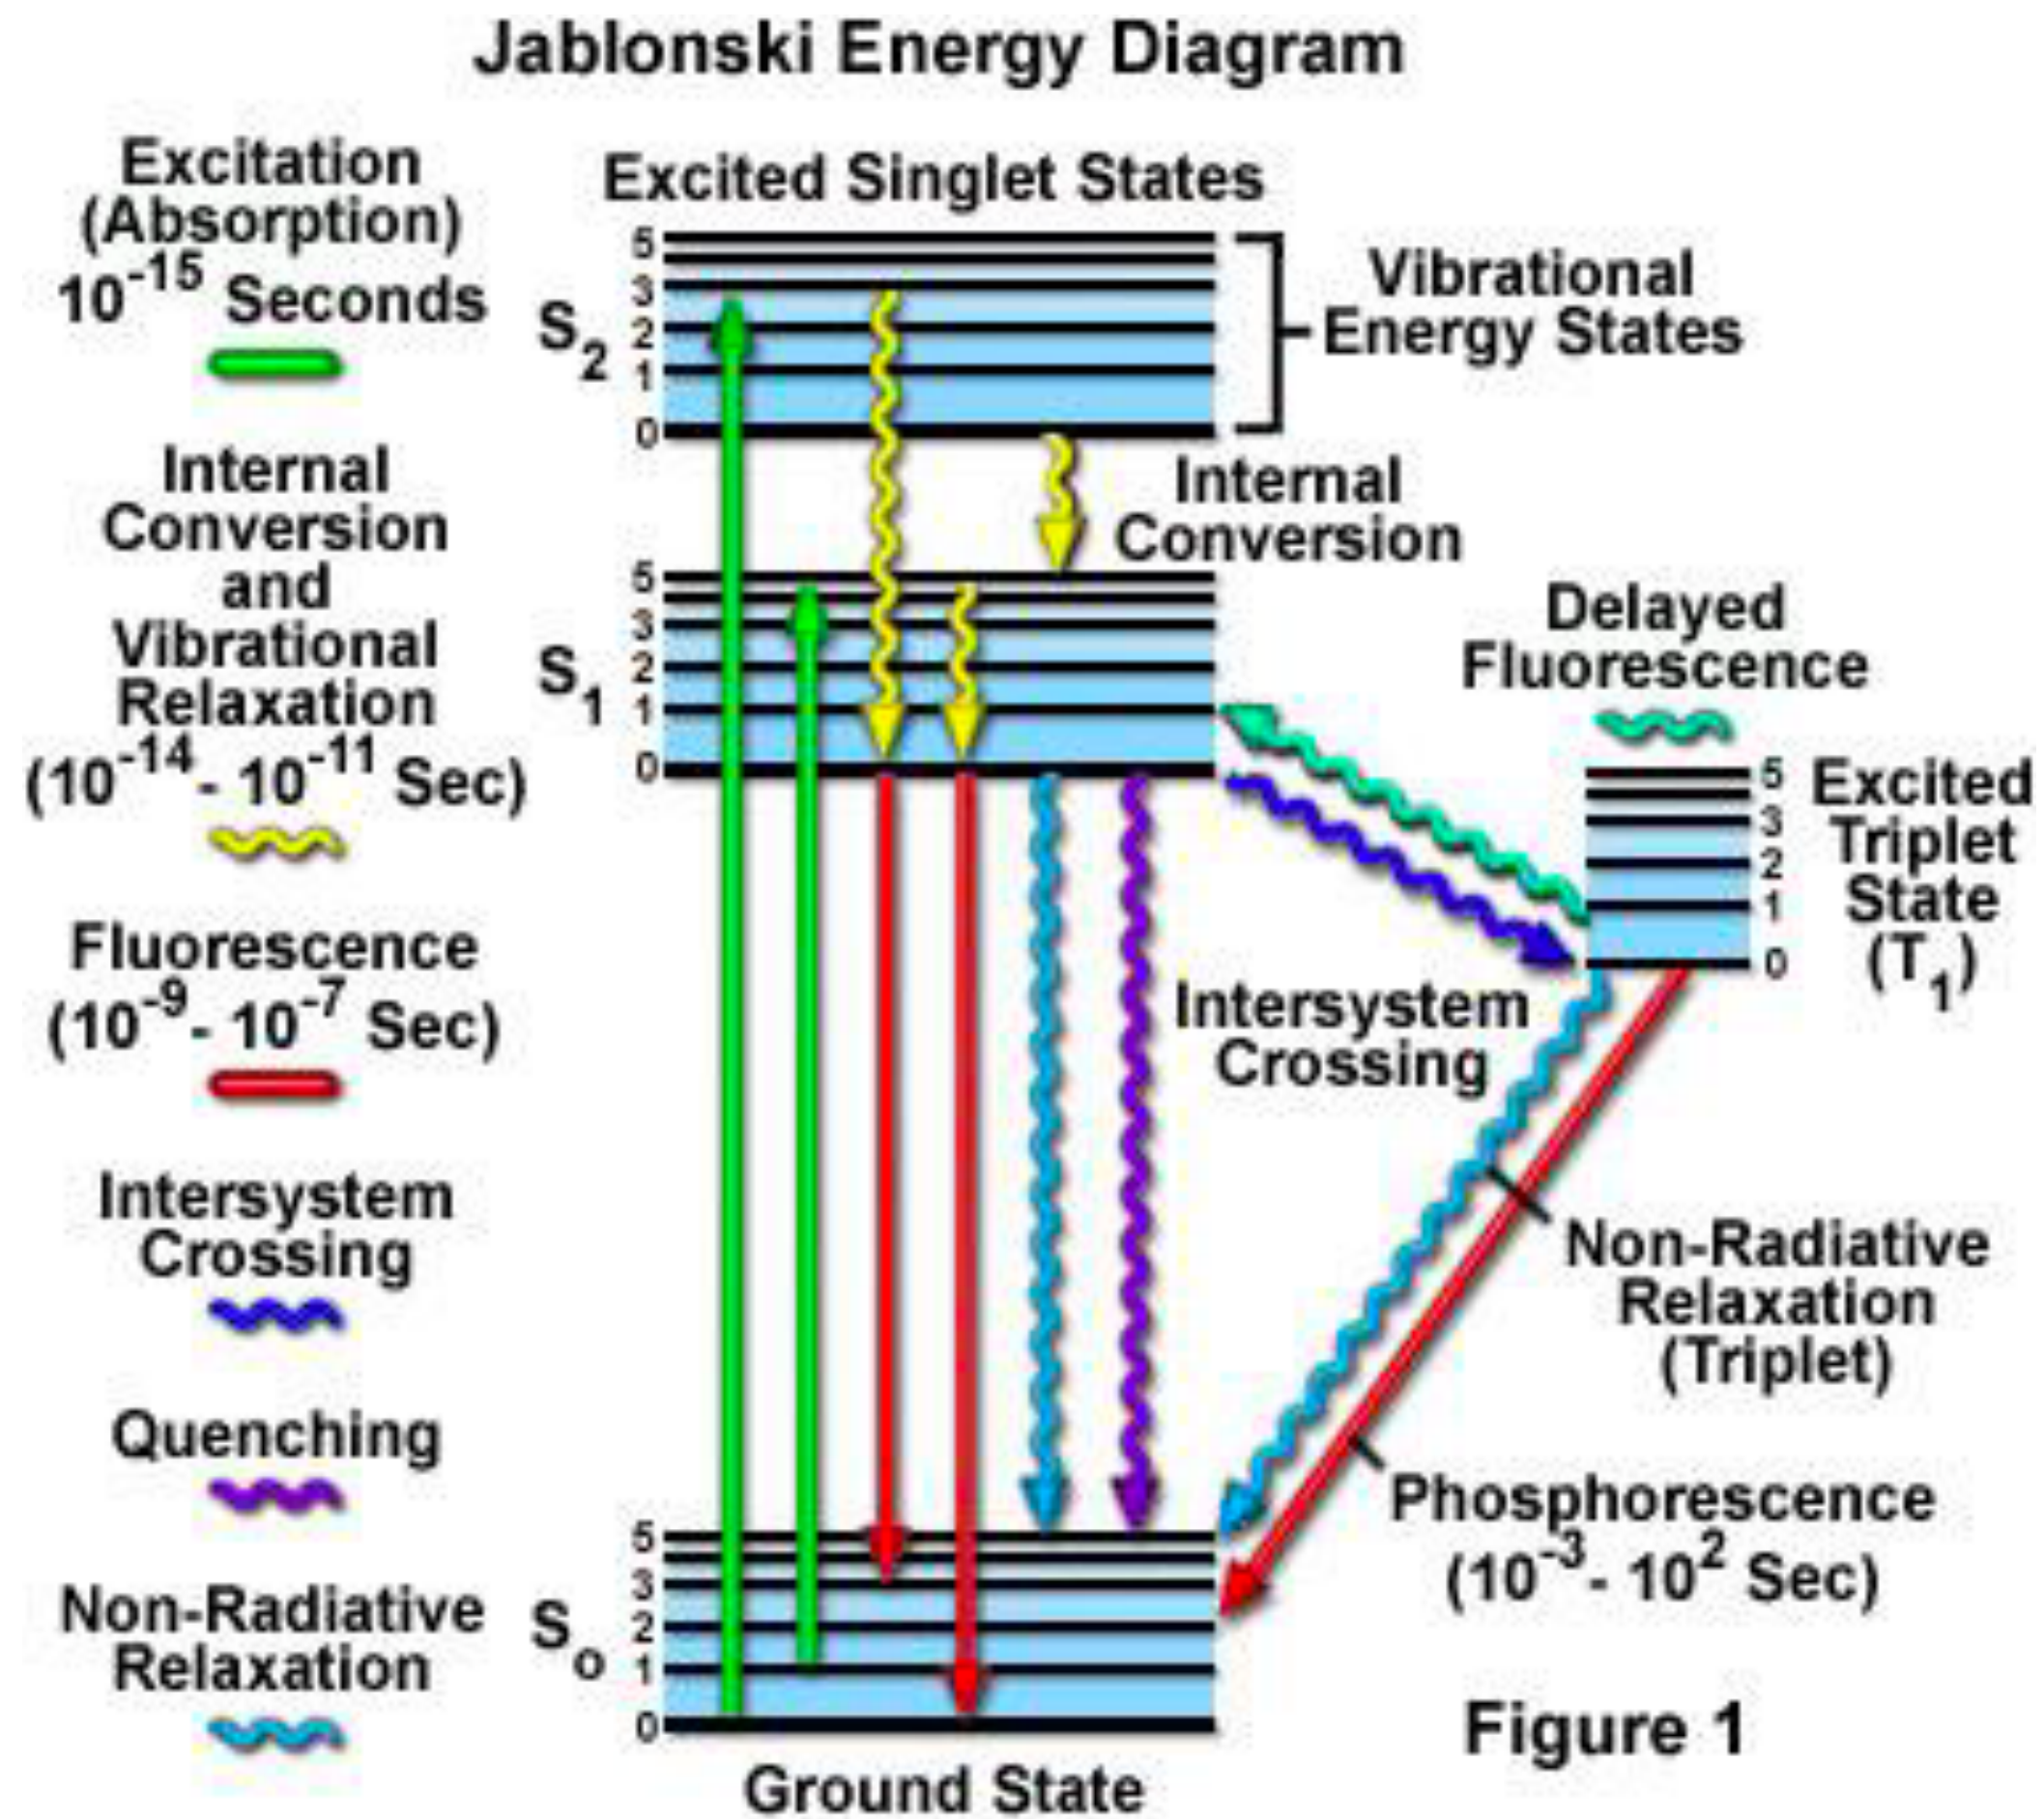 Jablonski Energy Diagram
Excitation
(Absorption)
10⁻¹⁵ Seconds
Internal
Conversion
and
Vibrational
Relaxation
(10⁻¹⁴ - 10⁻¹¹ Sec)
Fluorescence
(10⁻⁹ - 10⁻⁷ Sec)
Intersystem
Crossing
Quenching
Non-Radiative
Relaxation
Excited Singlet States
S₂
5
3
2
1
0
Vibrational
Energy States
Internal
Conversion
S₁
5
3
2
1
0
Delayed
Fluorescence
5
3
2
1
0
Excited
Triplet
State
(T₁)
Intersystem
Crossing
Non-Radiative
Relaxation
(Triplet)
Phosphorescence
(10⁻³ - 10² Sec)
Sₒ
5
3
2
1
0
Ground State
Figure 1